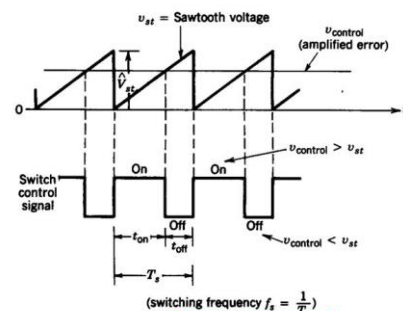 v_st = Sawtooth voltage
v_control
(amplified error)
V̂_st
0
v_control > v_st
On On
Switch
control
signal
Off Off
t_on t_off
v_control < v_st
T_s
(switching frequency f_s = 1/T